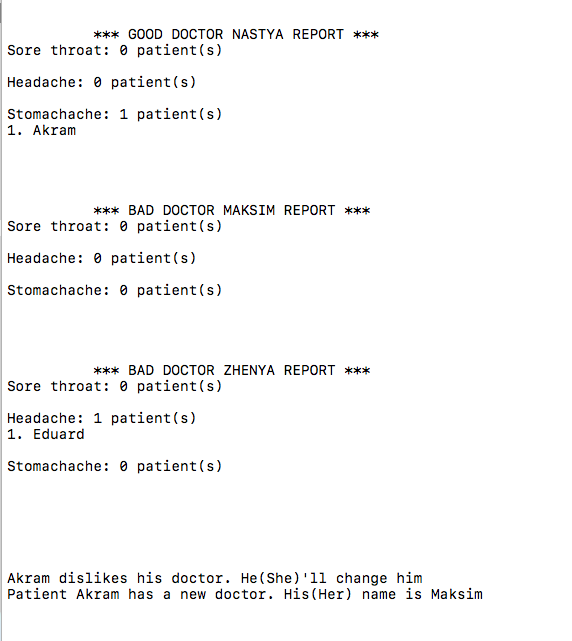 *** GOOD DOCTOR NASTYA REPORT ***
Sore throat: 0 patient(s)
Headache: 0 patient(s)
Stomachache: 1 patient(s)
1. Akram
*** BAD DOCTOR MAKSIM REPORT ***
Sore throat: 0 patient(s)
Headache: 0 patient(s)
Stomachache: 0 patient(s)
*** BAD DOCTOR ZHENYA REPORT ***
Sore throat: 0 patient(s)
Headache: 1 patient(s)
1. Eduard
Stomachache: 0 patient(s)
Akram dislikes his doctor. He(She)'ll change him
Patient Akram has a new doctor. His(Her) name is Maksim